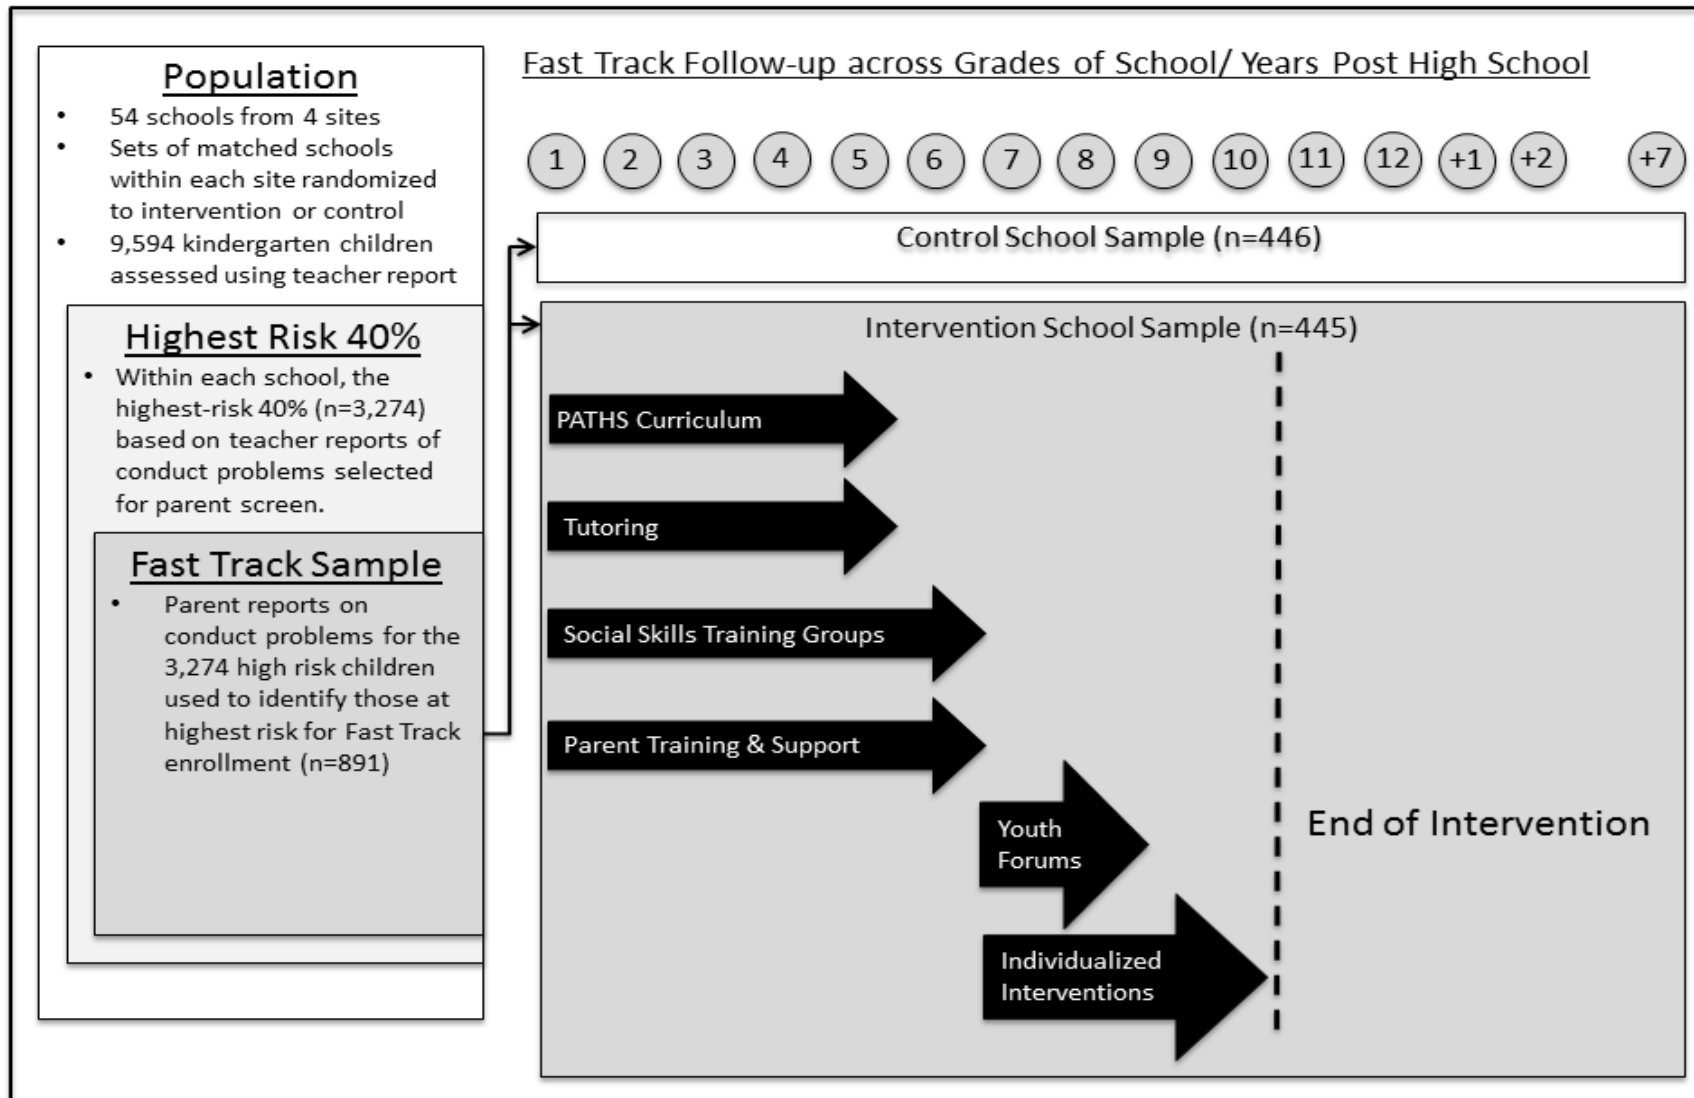 Population
• 54 schools from 4 sites
• Sets of matched schools
within each site randomized
to intervention or control
• 9,594 kindergarten children
assessed using teacher report
Highest Risk 40%
• Within each school, the
highest-risk 40% (n=3,274)
based on teacher reports of
conduct problems selected
for parent screen.
Fast Track Sample
• Parent reports on
conduct problems for the
3,274 high risk children
used to identify those at
highest risk for Fast Track
enrollment (n=891)
Fast Track Follow-up across Grades of School/ Years Post High School
1 2 3 4 5 6 7 8 9 10 11 12 +1 +2 +7
Control School Sample (n=446)
Intervention School Sample (n=445)
PATHS Curriculum
Tutoring
Social Skills Training Groups
Parent Training & Support
Youth
Forums
Individualized
Interventions
End of Intervention